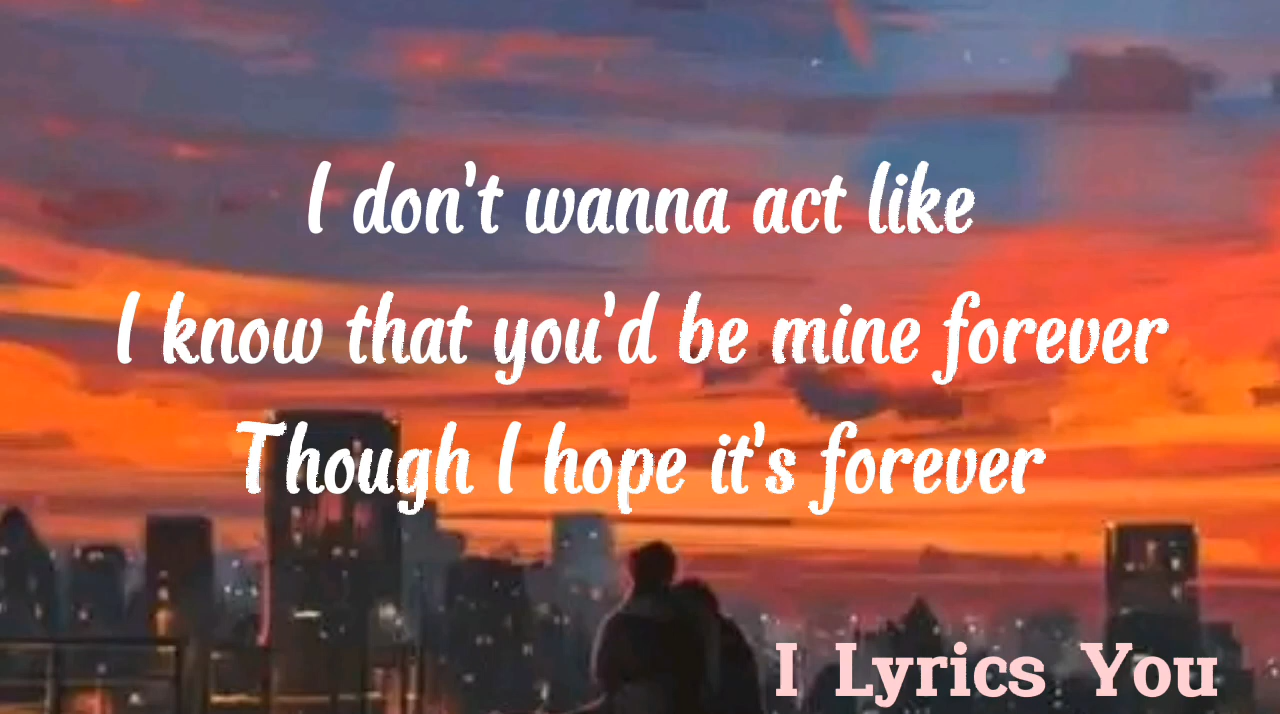 I don't wanna act like
I know that you'd be mine forever
Though I hope it's forever
I Lyrics You